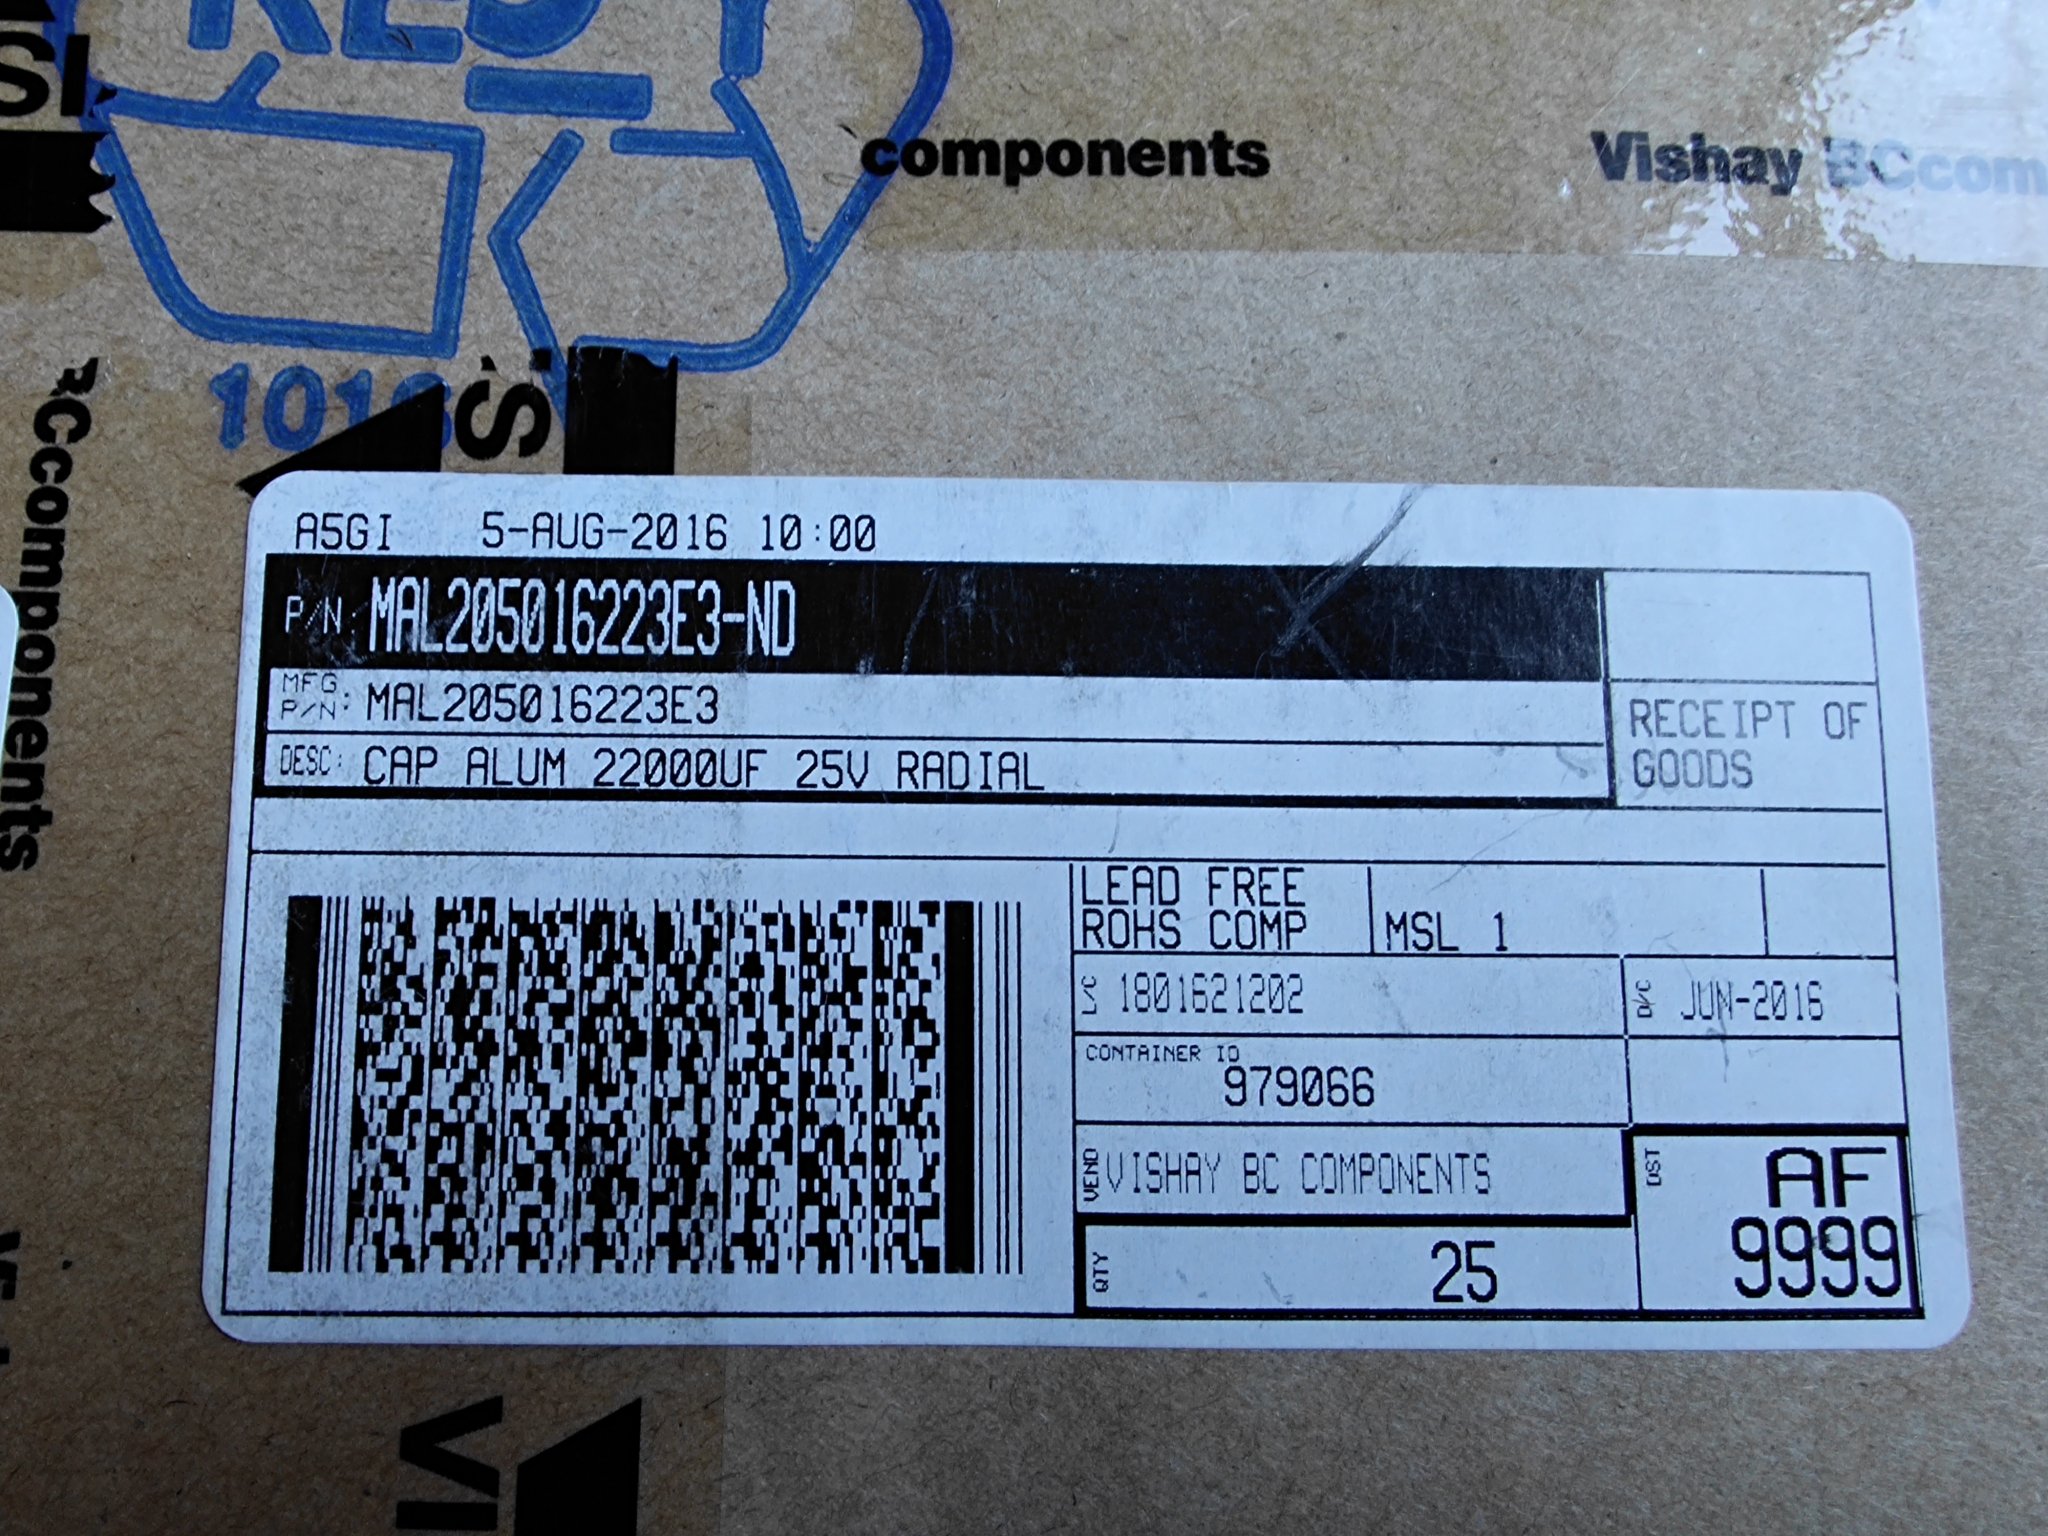 components
Vishay BCcom
BCcomponents
A5GI 5-AUG-2016 10:00
P/N: MAL205016223E3-ND
MFG P/N: MAL205016223E3
DESC: CAP ALUM 22000UF 25V RADIAL
RECEIPT OF
GOODS
LEAD FREE
ROHS COMP
MSL 1
L/C 1801621202
D/C JUN-2016
CONTAINER ID
979066
VEND VISHAY BC COMPONENTS
QTY 25
DST AF
9999
VI